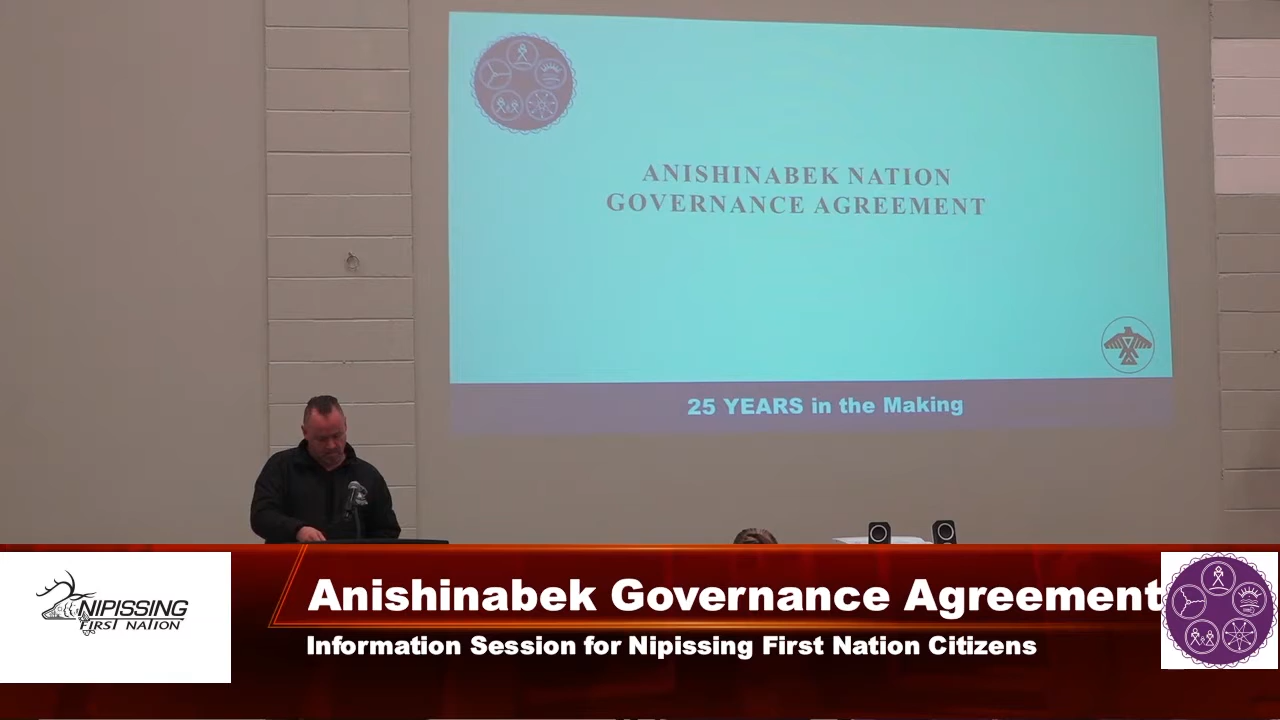 ANISHINABEK NATION
GOVERNANCE AGREEMENT
25 YEARS in the Making
NIPISSING
FIRST NATION
Anishinabek Governance Agreement
Information Session for Nipissing First Nation Citizens